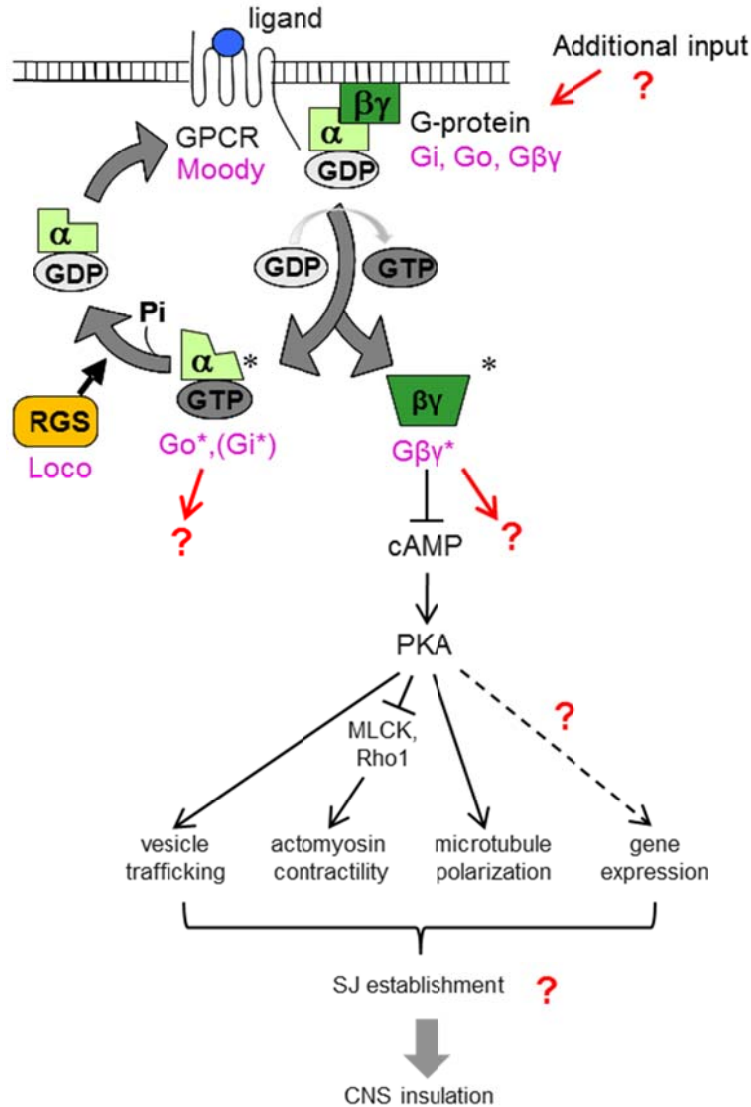 ligand
Additional input
?
βγ
α
GDP
G-protein
Gi, Go, Gβγ
GPCR
Moody
α
GDP
GDP
GTP
Pi
α
*
GTP
*
βγ
RGS
Loco
Go*,(Gi*)
Gβγ*
?
?
cAMP
PKA
?
MLCK,
Rho1
vesicle
trafficking
actomyosin
contractility
microtubule
polarization
gene
expression
SJ establishment
?
CNS insulation